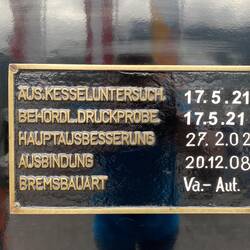 ÄUS.KESSELUNTERSUCH. 17.5.21
BEHÖRDL.DRUCKPROBE 17.5.21
HAUPTAUSBESSERUNG 27.2.02
AUSBINDUNG 20.12.08
BREMSBAUART Va.- Aut.